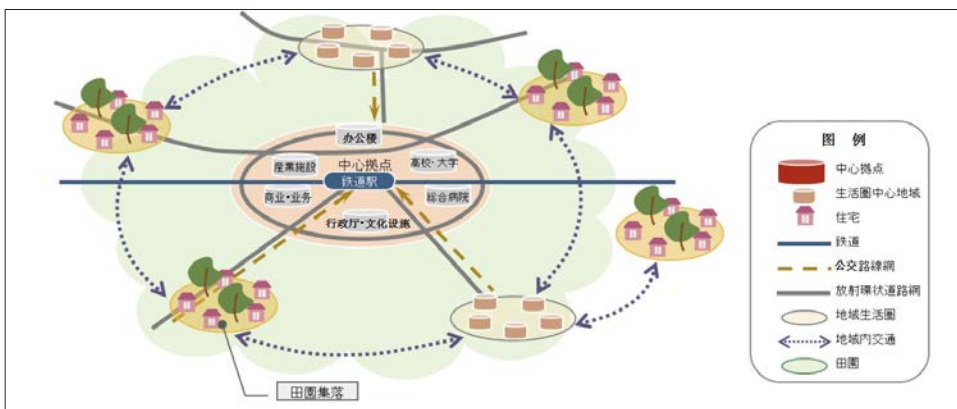 办公楼
産業施設
中心拠点
高校・大学
鉄道駅
商业・业务
総合病院
行政厅・文化设施
田園集落
图 例
中心拠点
生活圏中心地域
住宅
鉄道
公交路線網
放射環状道路網
地域生活圏
地域内交通
田園